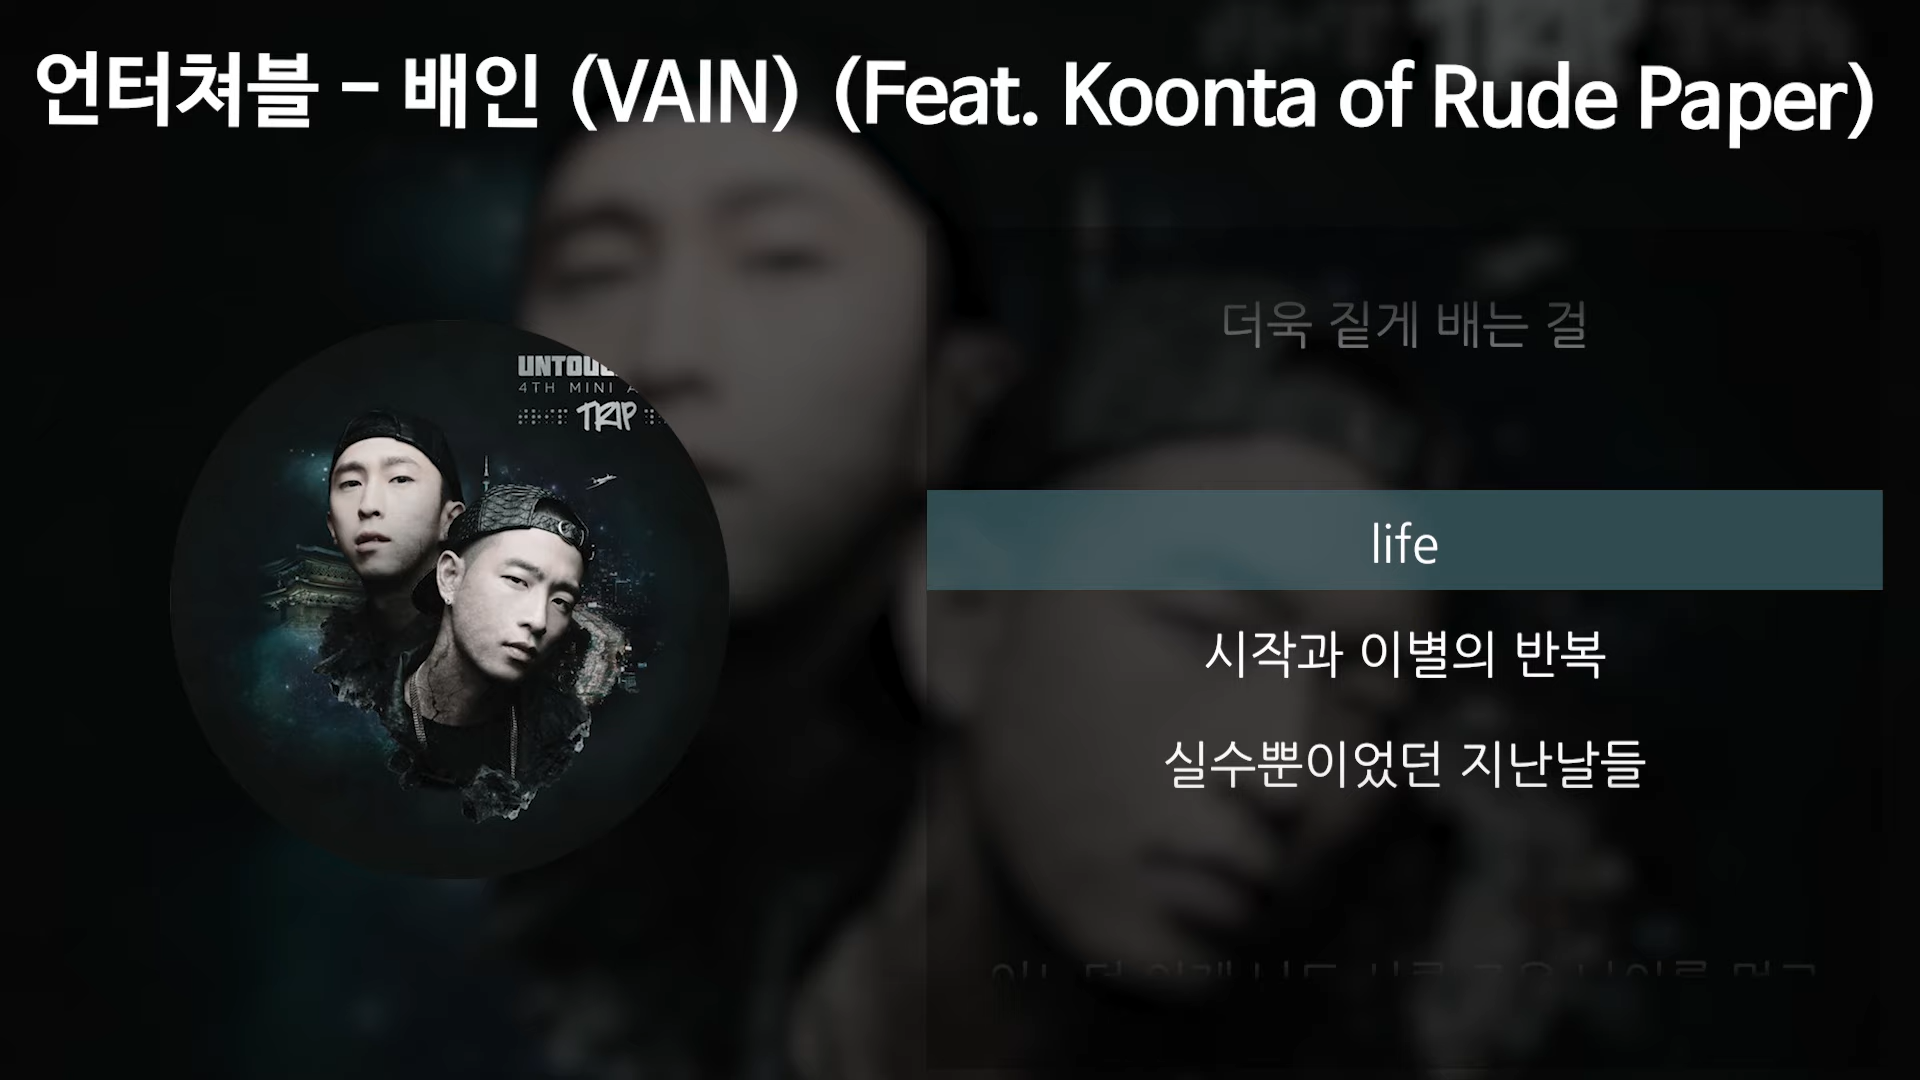 언터쳐블 - 배인 (VAIN) (Feat. Koonta of Rude Paper)
더욱 짙게 배는 걸
UNTOUC
4TH MINI A
TRIP
life
시작과 이별의 반복
실수뿐이었던 지난날들